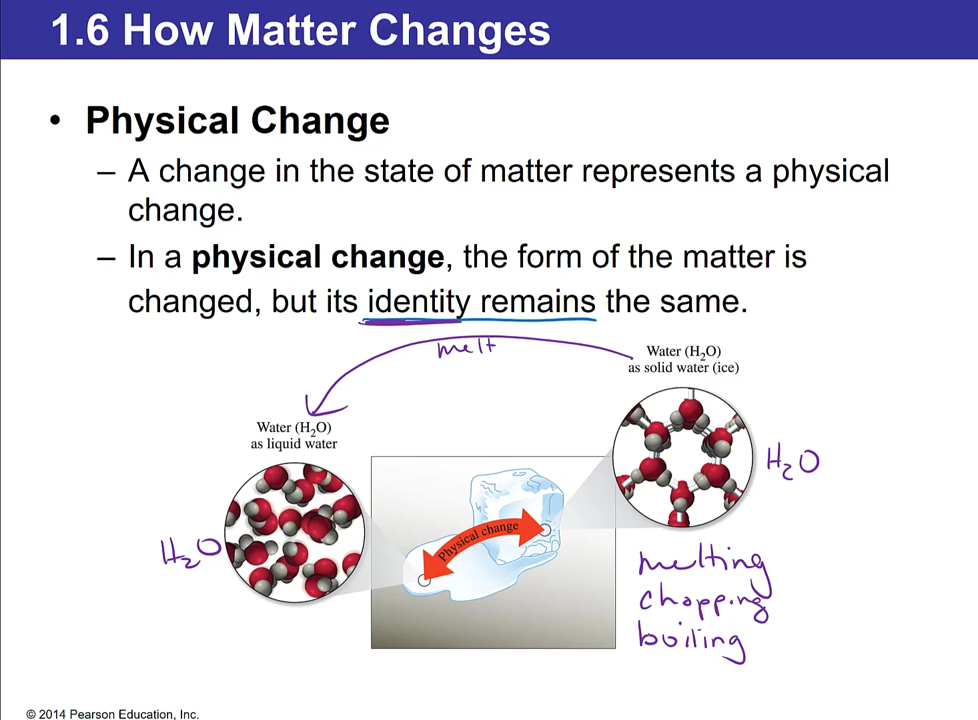 1.6 How Matter Changes
• Physical Change
– A change in the state of matter represents a physical
change.
– In a physical change, the form of the matter is
changed, but its identity remains the same.
melt
Water (H₂O)
as solid water (ice)
Water (H₂O)
as liquid water
H₂O
Physical change
H₂O
melting
chopping
boiling
© 2014 Pearson Education, Inc.